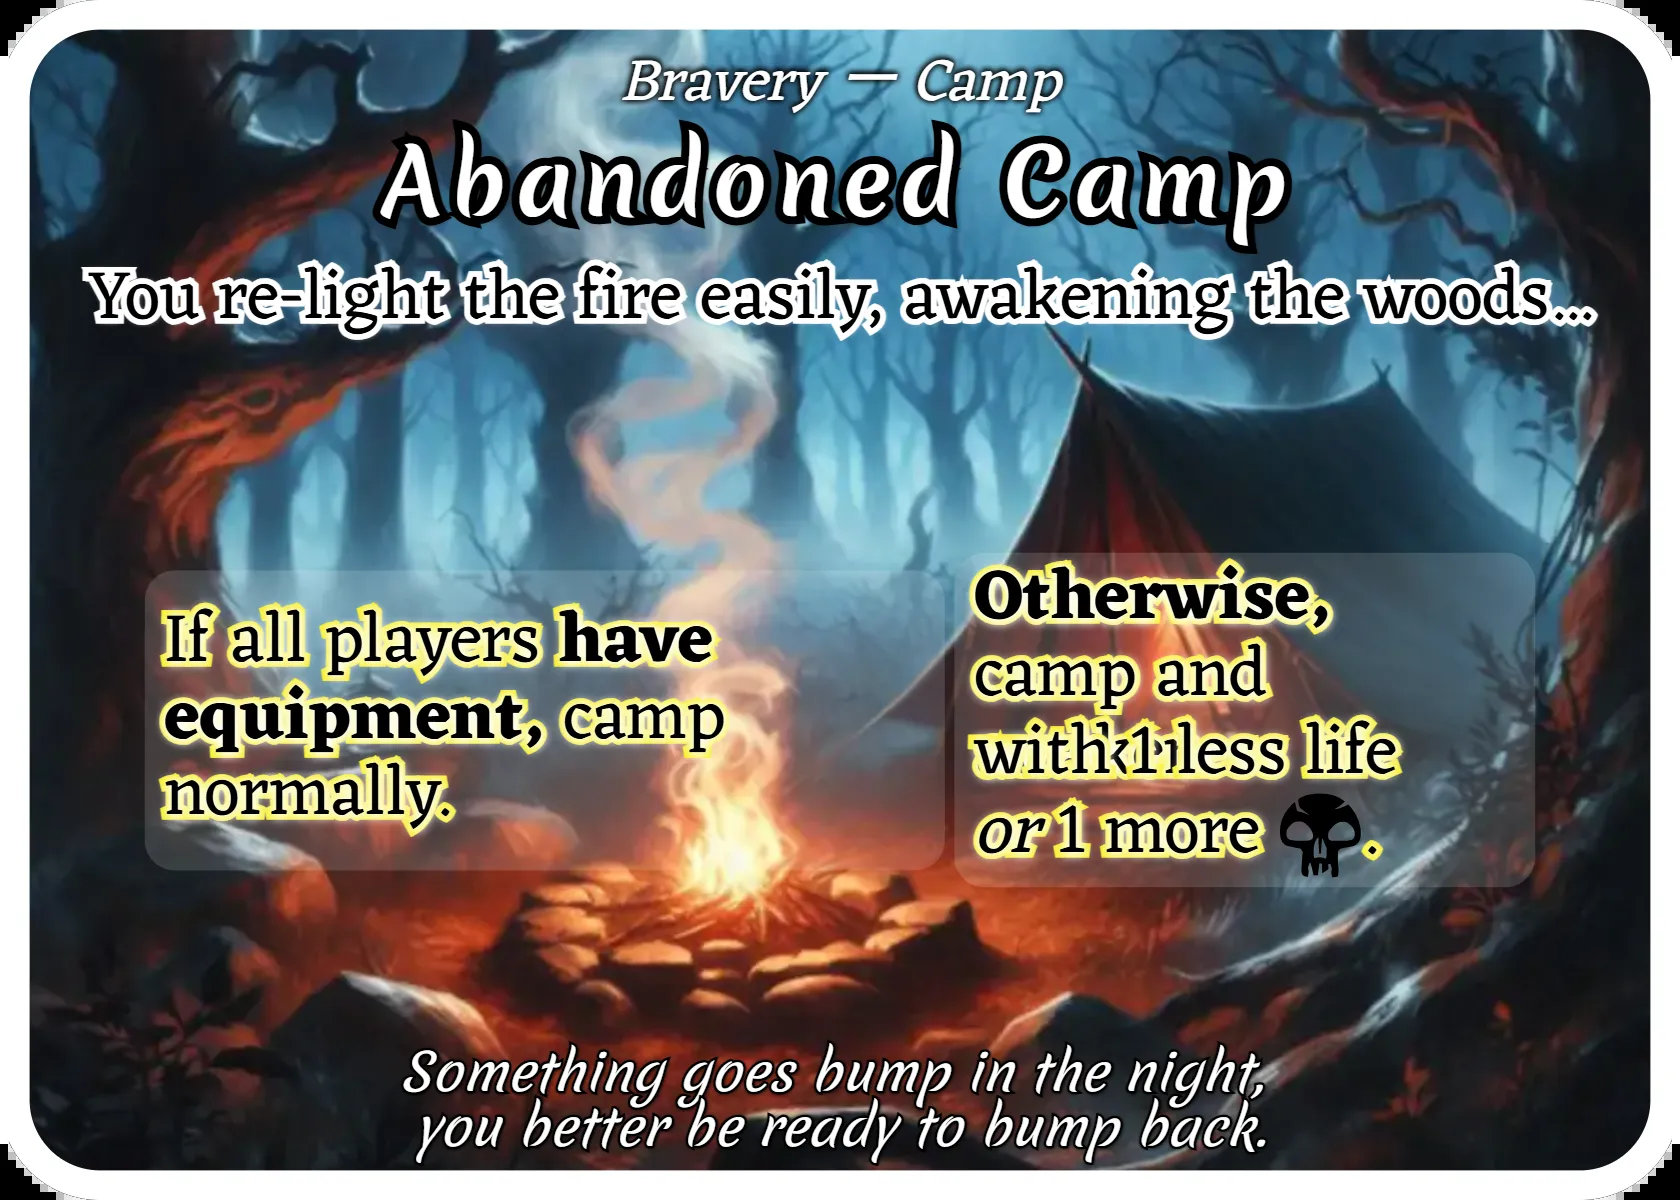 Bravery — Camp
Abandoned Camp
You re-light the fire easily, awakening the woods...
If all players have
equipment, camp
normally.
Otherwise,
camp and
with 1 less life
or 1 more .
Something goes bump in the night,
you better be ready to bump back.